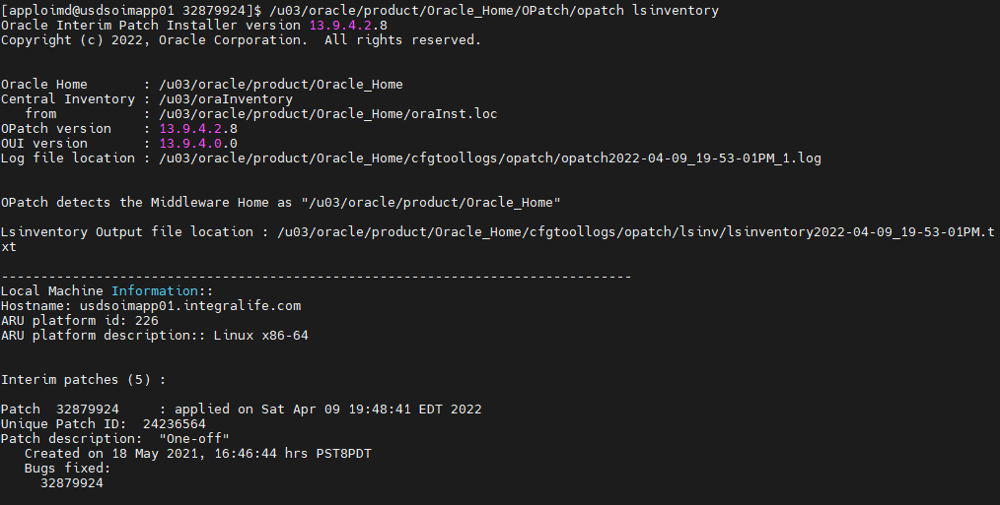 [apploimd@usdsoimapp01 32879924]$ /u03/oracle/product/Oracle_Home/OPatch/opatch lsinventory
Oracle Interim Patch Installer version 13.9.4.2.8
Copyright (c) 2022, Oracle Corporation.  All rights reserved.
Oracle Home       : /u03/oracle/product/Oracle_Home
Central Inventory : /u03/oraInventory
   from           : /u03/oracle/product/Oracle_Home/oraInst.loc
OPatch version    : 13.9.4.2.8
OUI version       : 13.9.4.0.0
Log file location : /u03/oracle/product/Oracle_Home/cfgtoollogs/opatch/opatch2022-04-09_19-53-01PM_1.log
OPatch detects the Middleware Home as "/u03/oracle/product/Oracle_Home"
Lsinventory Output file location : /u03/oracle/product/Oracle_Home/cfgtoollogs/opatch/lsinv/lsinventory2022-04-09_19-53-01PM.t
xt
--------------------------------------------------------------------------------
Local Machine Information::
Hostname: usdsoimapp01.integralife.com
ARU platform id: 226
ARU platform description:: Linux x86-64
Interim patches (5) :
Patch  32879924     : applied on Sat Apr 09 19:48:41 EDT 2022
Unique Patch ID:  24236564
Patch description:  "One-off"
   Created on 18 May 2021, 16:46:44 hrs PST8PDT
   Bugs fixed:
     32879924